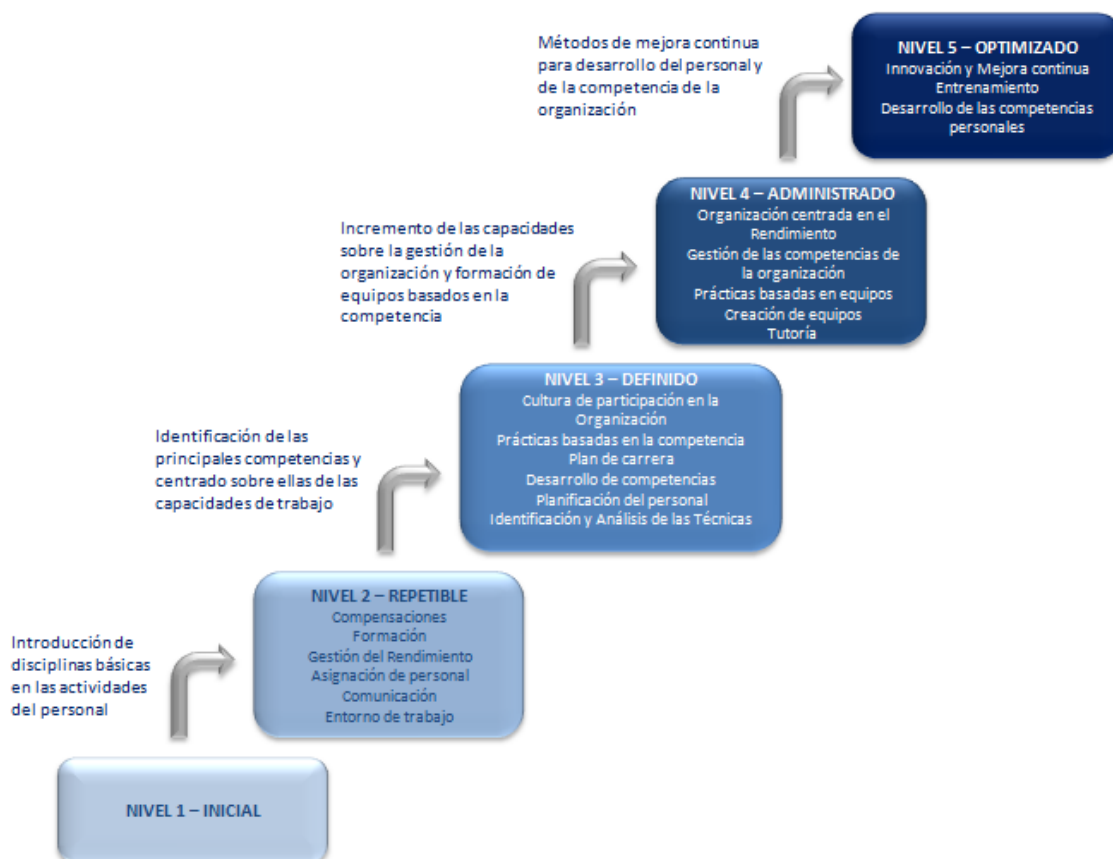 Métodos de mejora continua
para desarrollo del personal y
de la competencia de la
organización
NIVEL 5 – OPTIMIZADO
Innovación y Mejora continua
Entrenamiento
Desarrollo de las competencias
personales
Incremento de las capacidades
sobre la gestión de la
organización y formación de
equipos basados en la
competencia
NIVEL 4 – ADMINISTRADO
Organización centrada en el
Rendimiento
Gestión de las competencias de
la organización
Prácticas basadas en equipos
Creación de equipos
Tutoría
Identificación de las
principales competencias y
centrado sobre ellas de las
capacidades de trabajo
NIVEL 3 – DEFINIDO
Cultura de participación en la
Organización
Prácticas basadas en la competencia
Plan de carrera
Desarrollo de competencias
Planificación del personal
Identificación y Análisis de las Técnicas
Introducción de
disciplinas básicas
en las actividades
del personal
NIVEL 2 – REPETIBLE
Compensaciones
Formación
Gestión del Rendimiento
Asignación de personal
Comunicación
Entorno de trabajo
NIVEL 1 – INICIAL